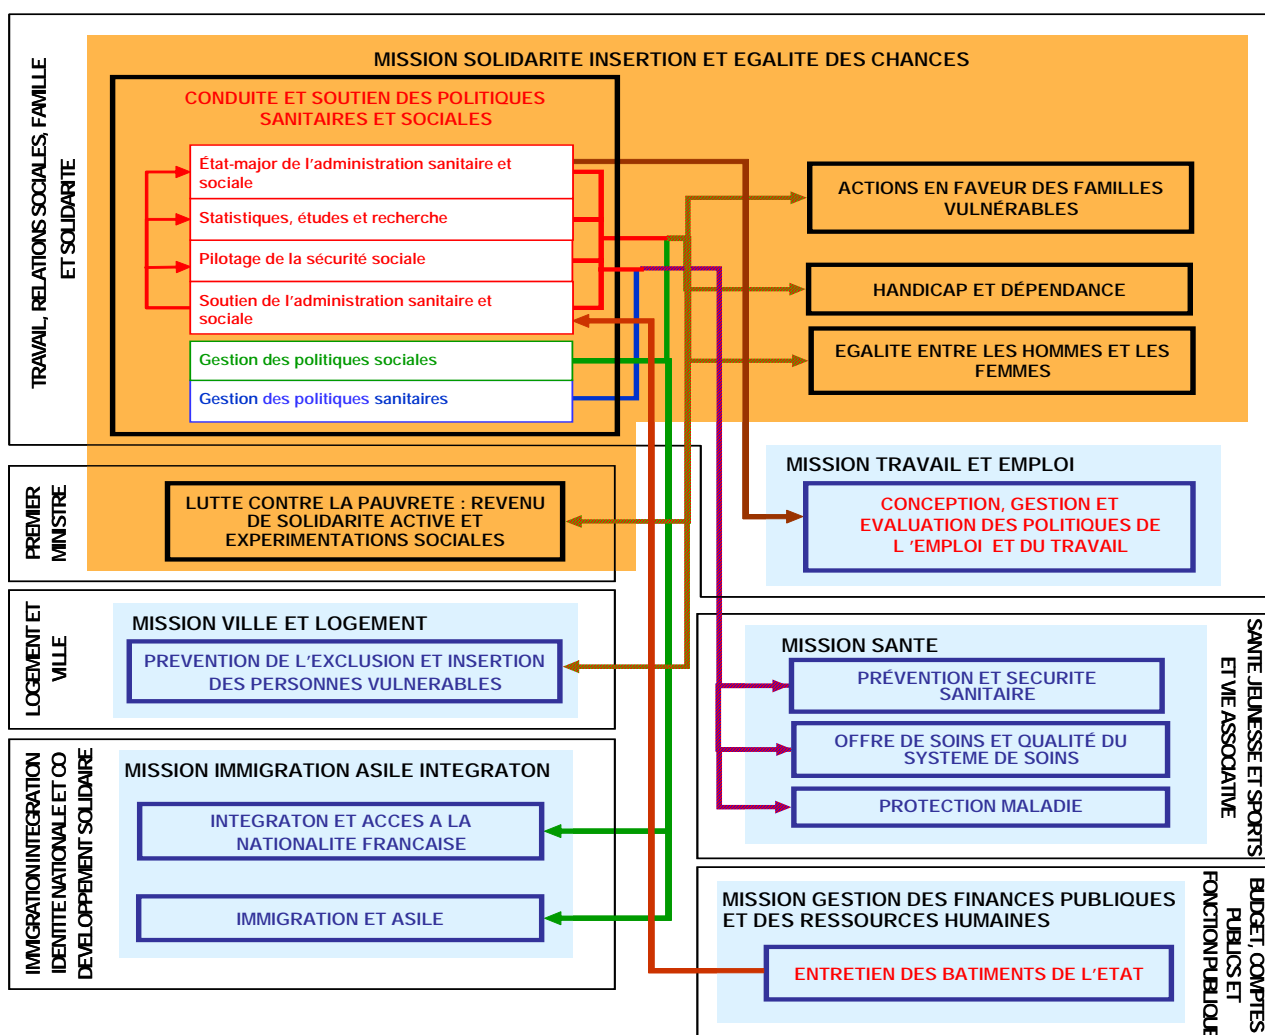 TRAVAIL, RELATIONS SOCIALES, FAMILLE
ET SOLIDARITE
MISSION SOLIDARITE INSERTION ET EGALITE DES CHANCES
CONDUITE ET SOUTIEN DES POLITIQUES
SANITAIRES ET SOCIALES
État-major de l'administration sanitaire et
sociale
Statistiques, études et recherche
Pilotage de la sécurité sociale
Soutien de l'administration sanitaire et
sociale
Gestion des politiques sociales
Gestion des politiques sanitaires
ACTIONS EN FAVEUR DES FAMILLES
VULNÉRABLES
HANDICAP ET DÉPENDANCE
EGALITE ENTRE LES HOMMES ET LES
FEMMES
PREMIER
MINISTRE
LUTTE CONTRE LA PAUVRETE : REVENU
DE SOLIDARITE ACTIVE ET
EXPERIMENTATIONS SOCIALES
MISSION TRAVAIL ET EMPLOI
CONCEPTION, GESTION ET
EVALUATION DES POLITIQUES DE
L 'EMPLOI ET DU TRAVAIL
LOGEMENT ET
VILLE
MISSION VILLE ET LOGEMENT
PREVENTION DE L'EXCLUSION ET INSERTION
DES PERSONNES VULNERABLES
MISSION SANTE
PRÉVENTION ET SECURITE
SANITAIRE
OFFRE DE SOINS ET QUALITÉ DU
SYSTEME DE SOINS
PROTECTION MALADIE
SANTE JEUNESSE ET SPORTS
ET VIE ASSOCIATIVE
IMMIGRATION INTEGRATION
IDENTITE NATIONALE ET CO
DEVELOPPEMENT SOLIDAIRE
MISSION IMMIGRATION ASILE INTEGRATON
INTEGRATON ET ACCES A LA
NATIONALITE FRANCAISE
IMMIGRATION ET ASILE
MISSION GESTION DES FINANCES PUBLIQUES
ET DES RESSOURCES HUMAINES
ENTRETIEN DES BATIMENTS DE L'ETAT
BUDGET, COMPTES
PUBLICS ET
FONCTION PUBLIQUE